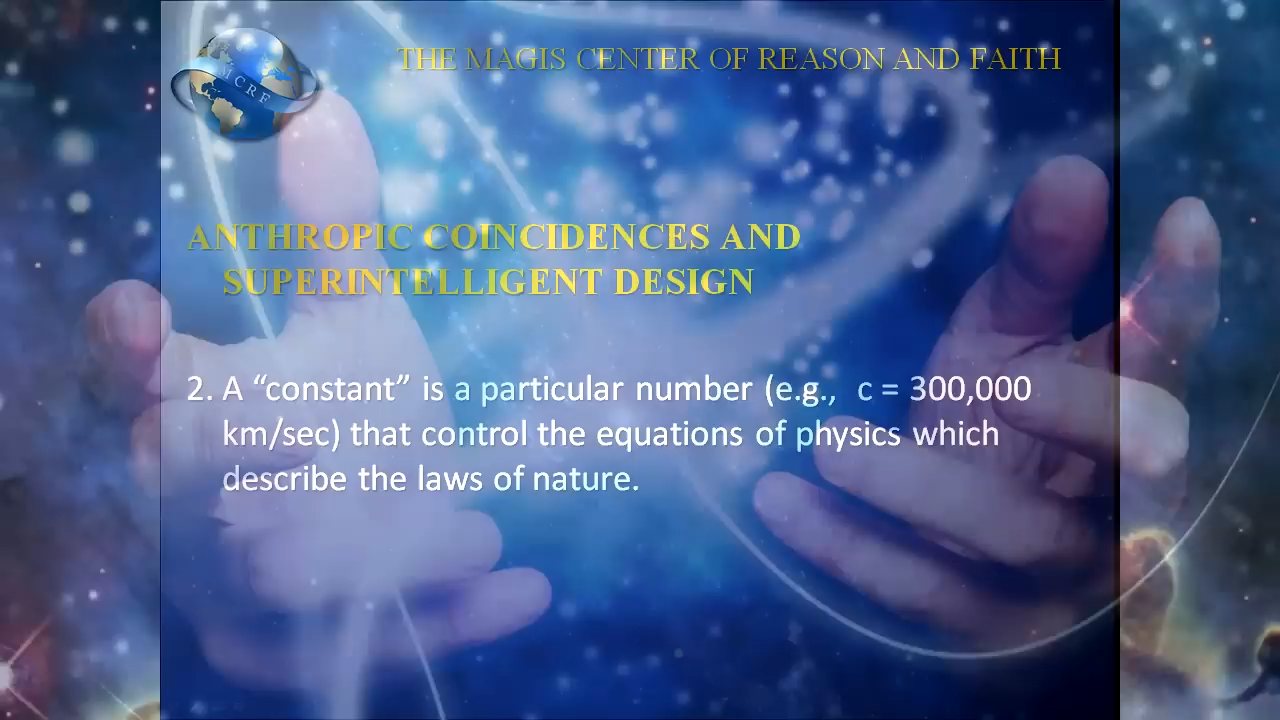 MCRF
THE MAGIS CENTER OF REASON AND FAITH
ANTHROPIC COINCIDENCES AND
SUPERINTELLIGENT DESIGN
2. A “constant” is a particular number (e.g., c = 300,000
km/sec) that control the equations of physics which
describe the laws of nature.